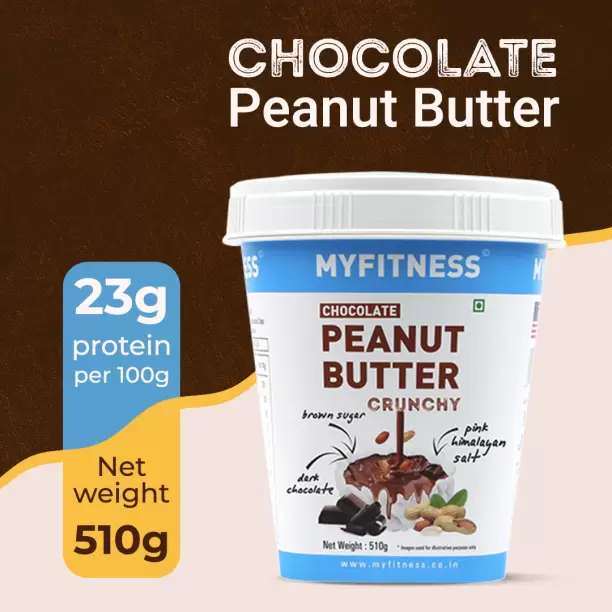 CHOCOLATE
Peanut Butter
23g
protein
per 100g
Net
weight
510g
MYFITNESS
CHOCOLATE
PEANUT
BUTTER
CRUNCHY
brown sugar
pink
himalayan
salt
dark
chocolate
Net Weight : 510g
* Images used for illustrative purposes only
www.myfitness.co.in